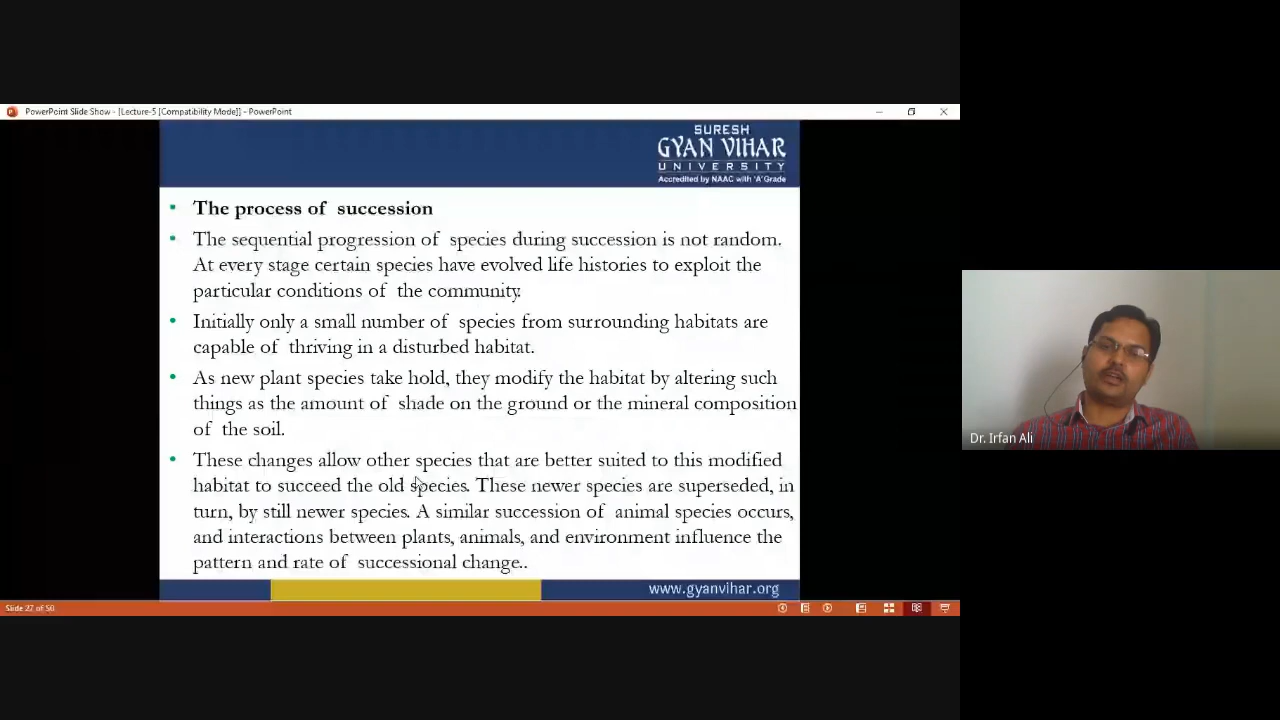 PowerPoint Slide Show - [Lecture-5 [Compatibility Mode]] - PowerPoint
SURESH
GYAN VIHAR
UNIVERSITY
Accredited by NAAC with 'A' Grade
• The process of succession
• The sequential progression of species during succession is not random.
At every stage certain species have evolved life histories to exploit the
particular conditions of the community.
• Initially only a small number of species from surrounding habitats are
capable of thriving in a disturbed habitat.
• As new plant species take hold, they modify the habitat by altering such
things as the amount of shade on the ground or the mineral composition
of the soil.
• These changes allow other species that are better suited to this modified
habitat to succeed the old species. These newer species are superseded, in
turn, by still newer species. A similar succession of animal species occurs,
and interactions between plants, animals, and environment influence the
pattern and rate of successional change..
www.gyanvihar.org
Slide 27 of 50
Dr. Irfan Ali